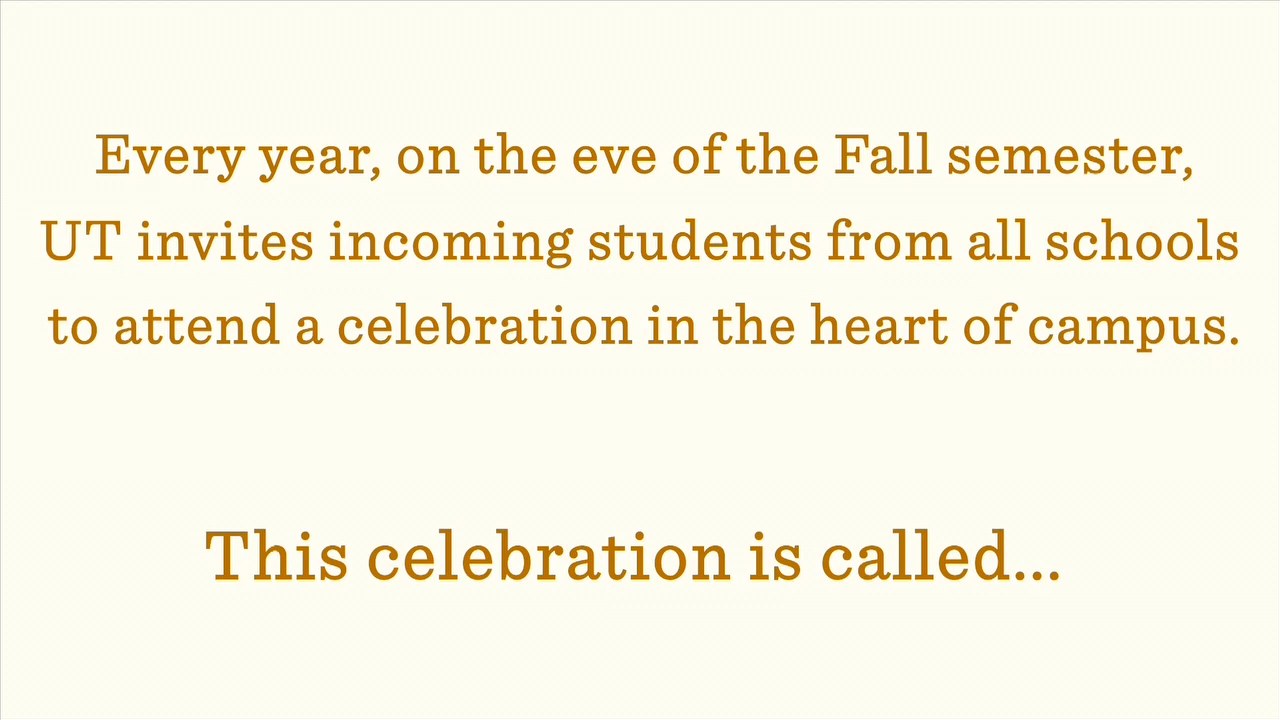 Every year, on the eve of the Fall semester,
UT invites incoming students from all schools
to attend a celebration in the heart of campus.
This celebration is called...